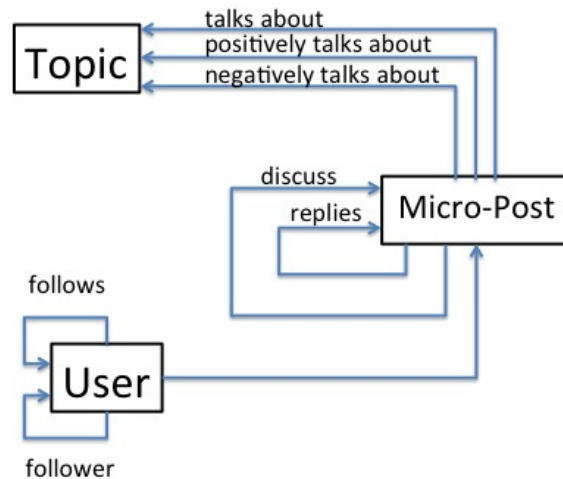 talks about
positively talks about
negatively talks about
Topic
discuss
Micro-Post
replies
follows
User
follower